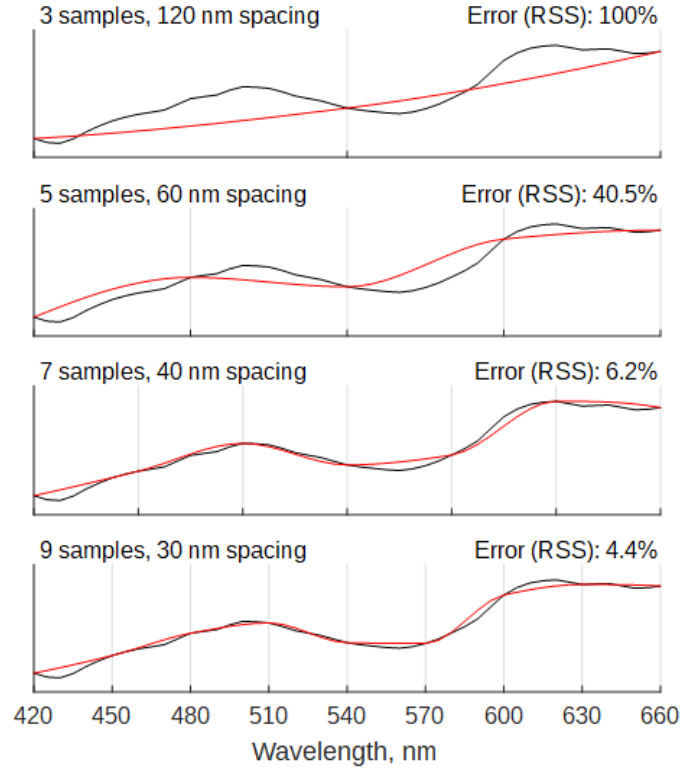 3 samples, 120 nm spacing Error (RSS): 100%
5 samples, 60 nm spacing Error (RSS): 40.5%
7 samples, 40 nm spacing Error (RSS): 6.2%
9 samples, 30 nm spacing Error (RSS): 4.4%
420 450 480 510 540 570 600 630 660
Wavelength, nm